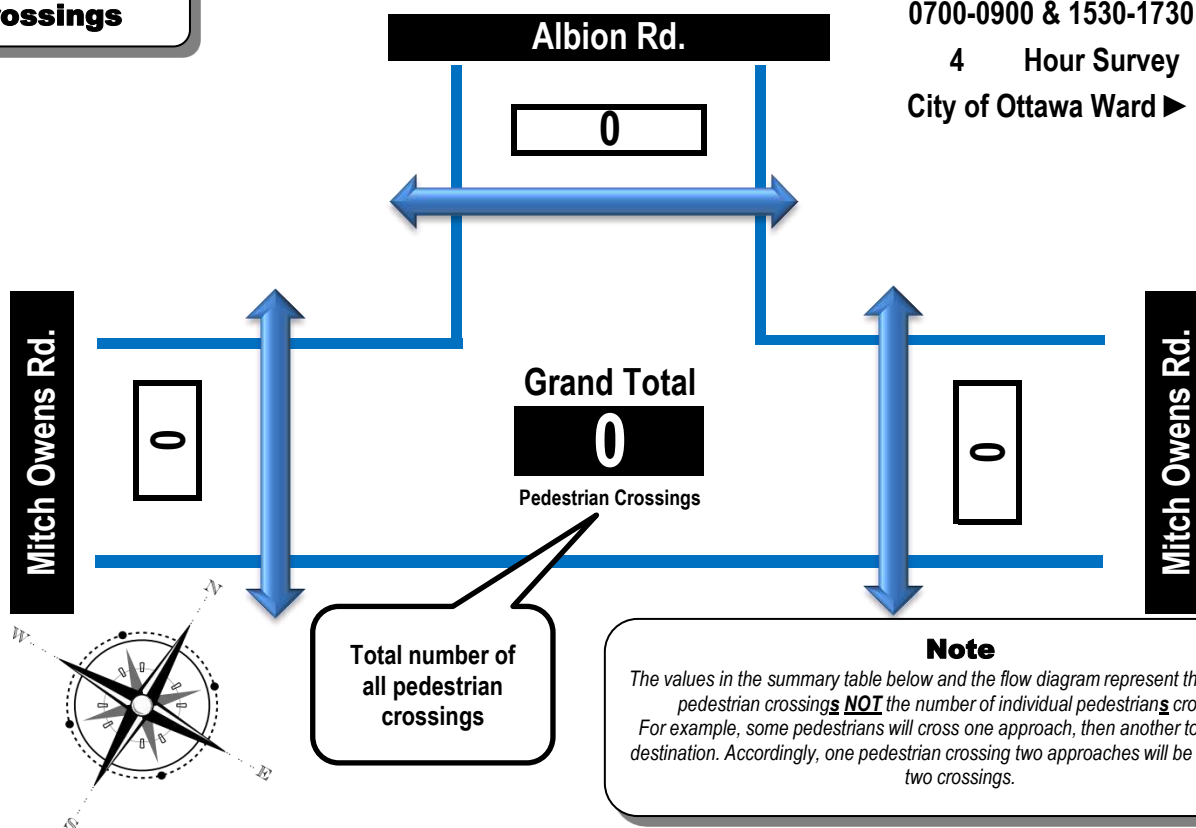 Albion Rd.
0700-0900 & 1530-1730
4 Hour Survey
City of Ottawa Ward ►
0
Mitch Owens Rd.
0
Grand Total
0
Pedestrian Crossings
0
Mitch Owens Rd.
Total number of
all pedestrian
crossings
N
W
E
Note
The values in the summary table below and the flow diagram represent
pedestrian crossings NOT the number of individual pedestrians
For example, some pedestrians will cross one approach, then another to
destination. Accordingly, one pedestrian crossing two approaches will be
two crossings.